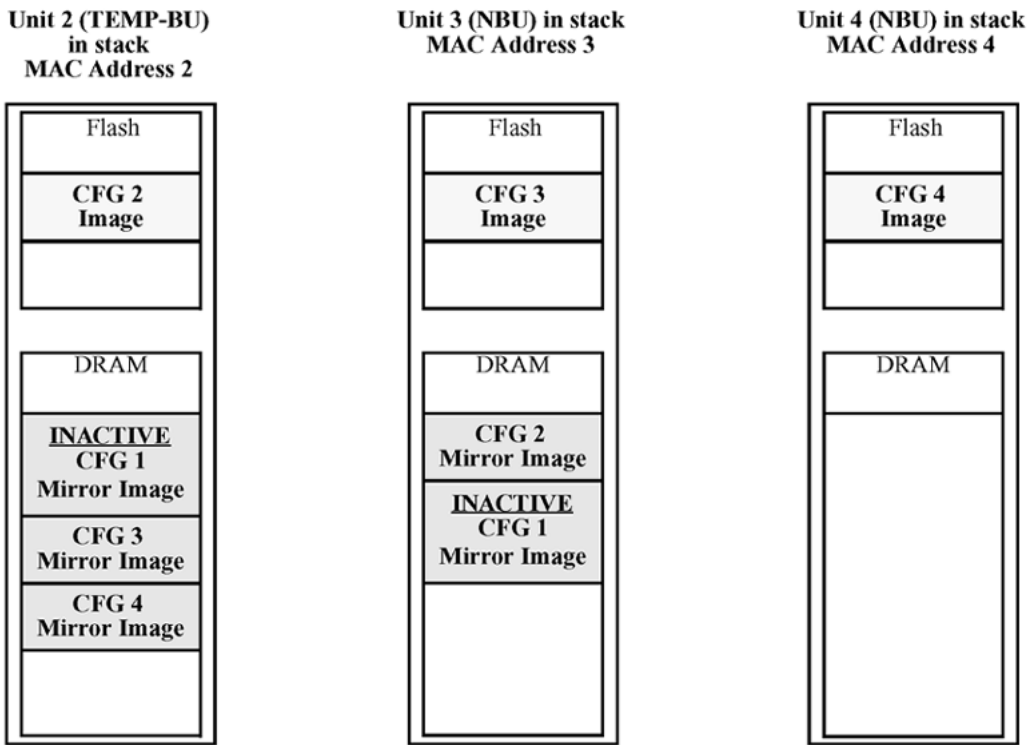 Unit 2 (TEMP-BU)
in stack
MAC Address 2
Flash
CFG 2
Image
DRAM
INACTIVE
CFG 1
Mirror Image
CFG 3
Mirror Image
CFG 4
Mirror Image
Unit 3 (NBU) in stack
MAC Address 3
Flash
CFG 3
Image
DRAM
CFG 2
Mirror Image
INACTIVE
CFG 1
Mirror Image
Unit 4 (NBU) in stack
MAC Address 4
Flash
CFG 4
Image
DRAM